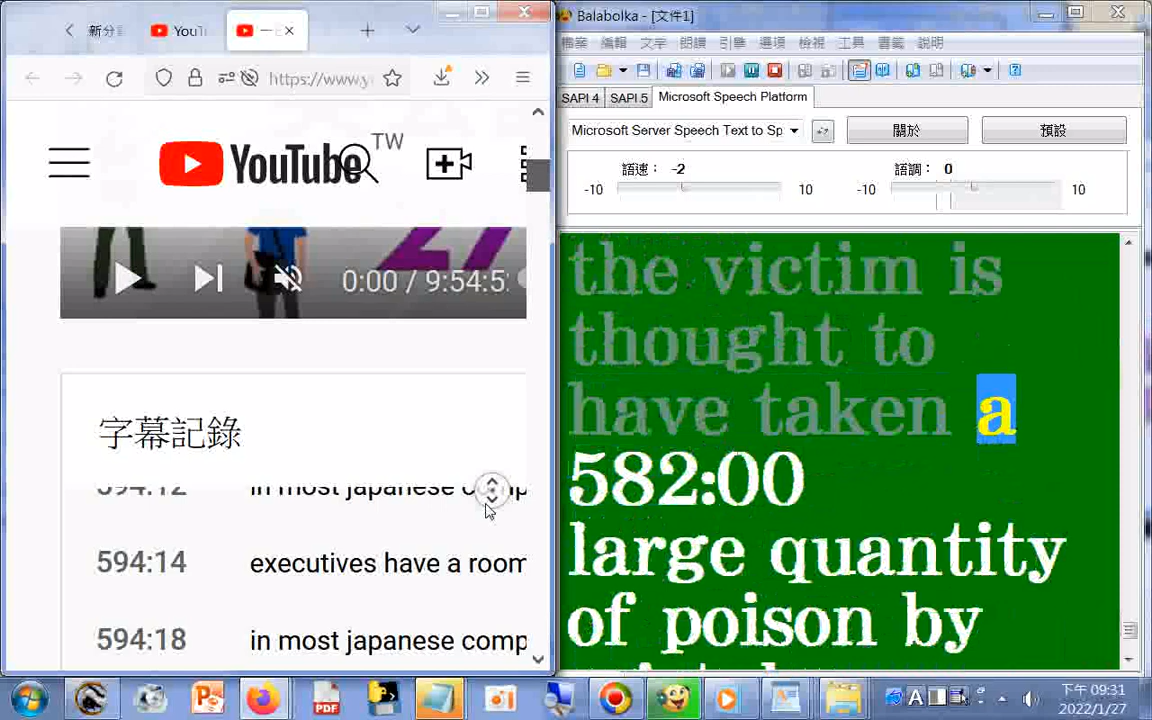 新分
YouT
一
https://www.y
YouTube TW
27
0:00 / 9:54:5
字幕記錄
594:12 in most japanese comp
594:14 executives have a room
594:18 in most japanese comp
Balabolka - [文件1]
檔案 編輯 文字 朗讀 引擎 選項 檢視 工具 書籤 說明
SAPI 4 SAPI 5 Microsoft Speech Platform
Microsoft Server Speech Text to Sp
關於 預設
語速： -2
-10 10
語調： 0
-10 10
the victim is
thought to
have taken a
582:00
large quantity
of poison by
PDF
A
下午 09:31
2022/1/27